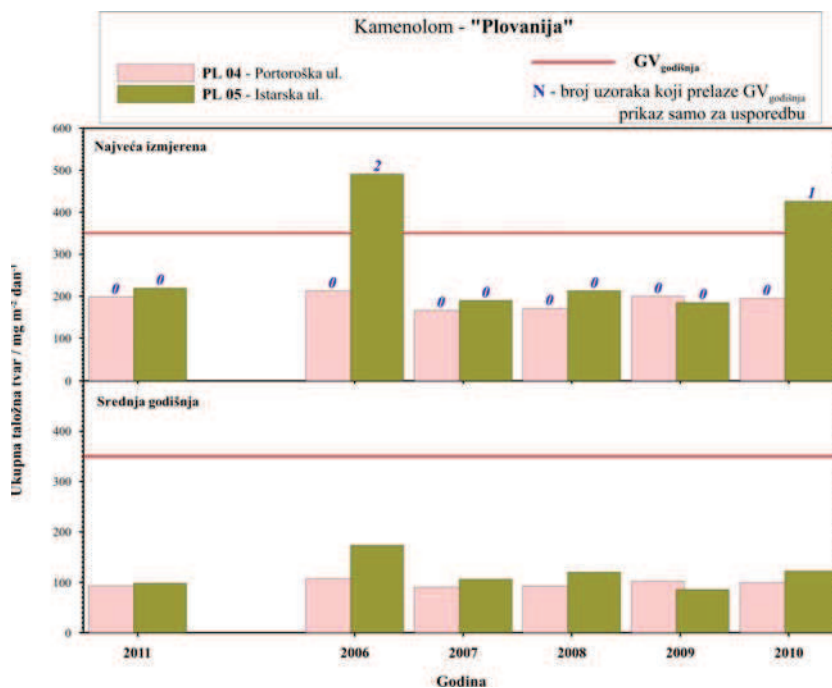 Kamenolom - "Plovanija"
PL 04 - Portoroška ul.
PL 05 - Istarska ul.
GVgodišnja
N - broj uzoraka koji prelaze GVgodišnja
prikaz samo za usporedbu
Ukupna taložna tvar / mg m⁻² dan⁻¹
600
500
400
300
200
100
0
Najveća izmjerena
0 0 0 2 0 0 0 0 0 0 0 1
Srednja godišnja
400
300
200
100
0
2011 2006 2007 2008 2009 2010
Godina